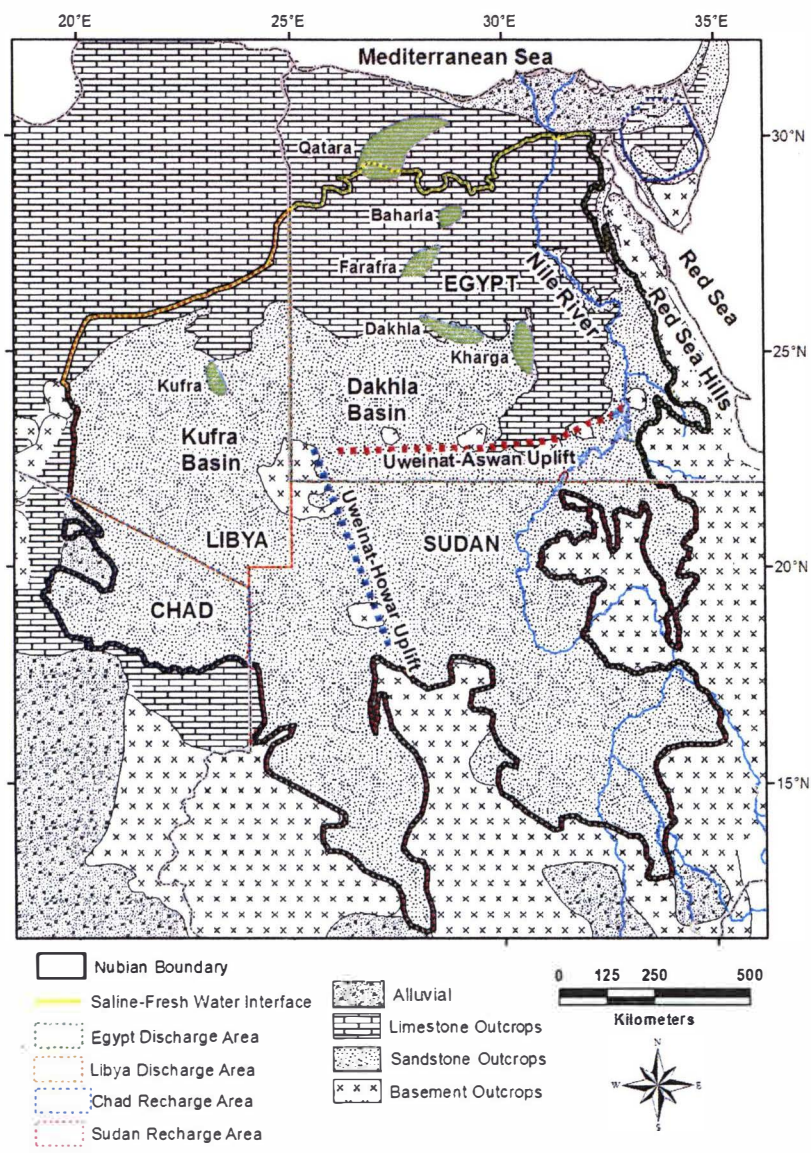 20°E 25°E 30°E 35°E
Mediterranean Sea
30°N
Qatara
Baharia
Farafra
EGYPT
Nile River
Red Sea
Red Sea Hills
Dakhla
Kharga
25°N
Kufra
Dakhla
Basin
Kufra
Basin
Uweinat-Aswan Uplift
Uweinat-Howar Uplift
LIBYA
SUDAN
20°N
CHAD
15°N
Nubian Boundary
Saline-Fresh Water Interface
Egypt Discharge Area
Libya Discharge Area
Chad Recharge Area
Sudan Recharge Area
Alluvial
Limestone Outcrops
Sandstone Outcrops
Basement Outcrops
0 125 250 500
Kilometers
N
W E
S